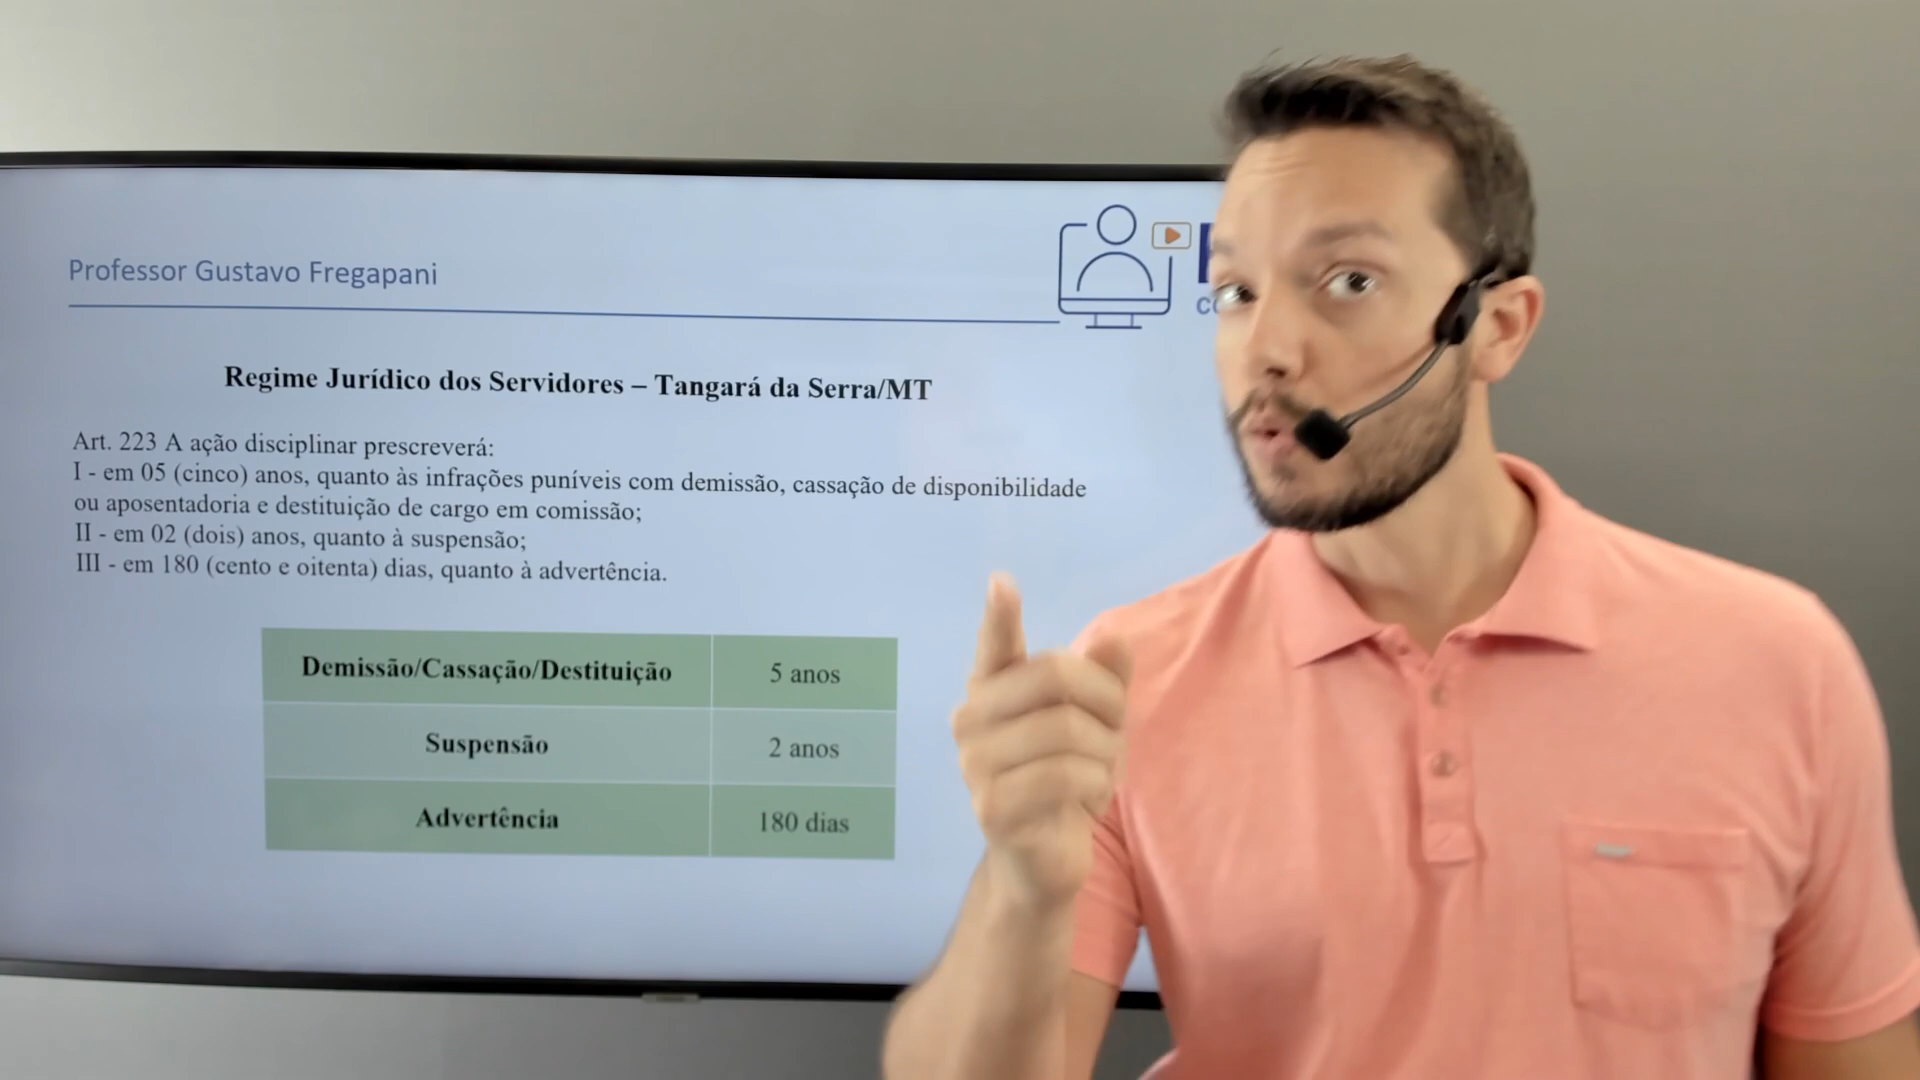 Professor Gustavo Fregapani
Regime Jurídico dos Servidores – Tangará da Serra/MT
Art. 223 A ação disciplinar prescreverá:
I - em 05 (cinco) anos, quanto às infrações puníveis com demissão, cassação de disponibilidade
ou aposentadoria e destituição de cargo em comissão;
II - em 02 (dois) anos, quanto à suspensão;
III - em 180 (cento e oitenta) dias, quanto à advertência.
Demissão/Cassação/Destituição 5 anos
Suspensão 2 anos
Advertência 180 dias